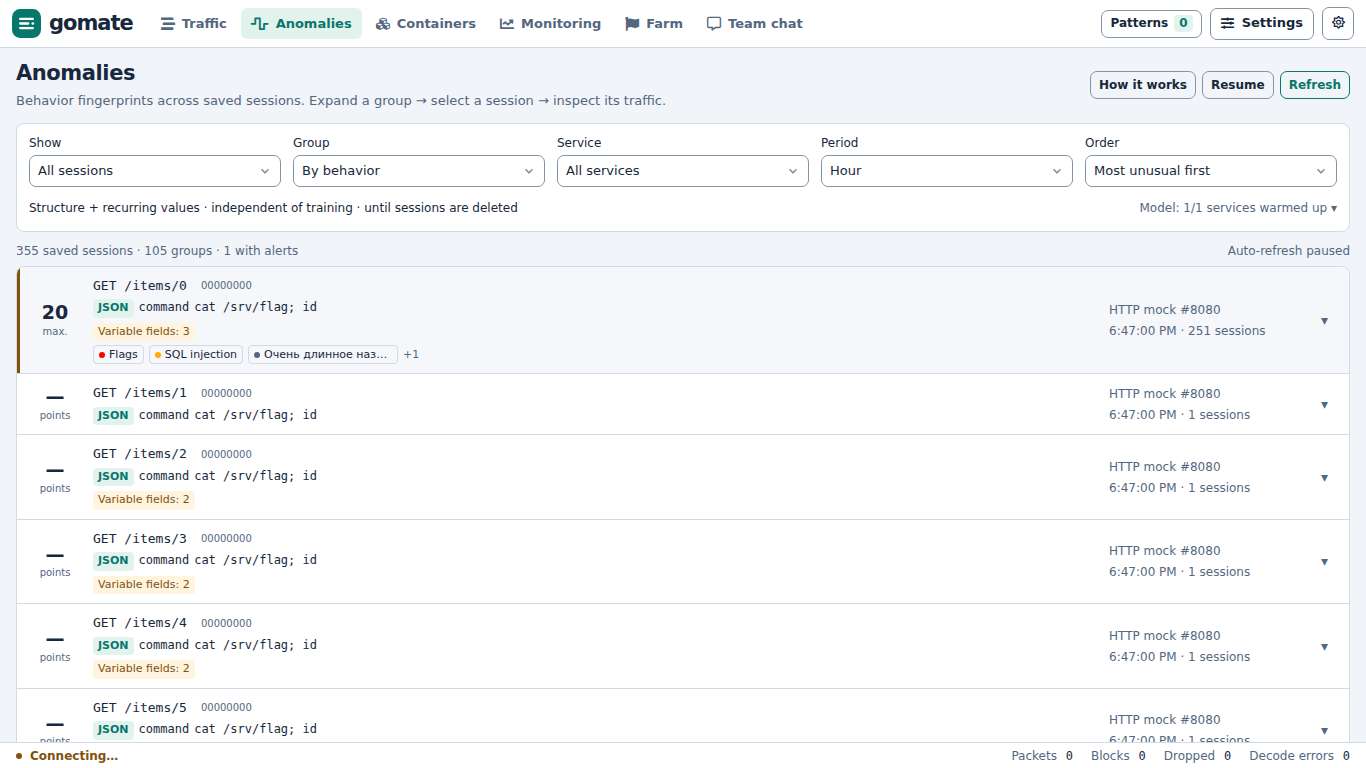 gomate Traffic Anomalies Containers Monitoring Farm Team chat Patterns 0 Settings
Anomalies
Behavior fingerprints across saved sessions. Expand a group → select a session → inspect its traffic.
How it works Resume Refresh
Show Group Service Period Order
All sessions By behavior All services Hour Most unusual first
Structure + recurring values · independent of training · until sessions are deleted Model: 1/1 services warmed up ▾
355 saved sessions · 105 groups · 1 with alerts Auto-refresh paused
GET /items/0 00000000
20 max.
JSON command cat /srv/flag; id
Variable fields: 3
Flags SQL injection Очень длинное наз… +1
HTTP mock #8080
6:47:00 PM · 251 sessions ▾
GET /items/1 00000000
— points
JSON command cat /srv/flag; id
HTTP mock #8080
6:47:00 PM · 1 sessions ▾
GET /items/2 00000000
— points
JSON command cat /srv/flag; id
Variable fields: 2
HTTP mock #8080
6:47:00 PM · 1 sessions ▾
GET /items/3 00000000
— points
JSON command cat /srv/flag; id
Variable fields: 2
HTTP mock #8080
6:47:00 PM · 1 sessions ▾
GET /items/4 00000000
— points
JSON command cat /srv/flag; id
Variable fields: 2
HTTP mock #8080
6:47:00 PM · 1 sessions ▾
GET /items/5 00000000
— points
JSON command cat /srv/flag; id
HTTP mock #8080
6:47:00 PM · 1 sessions ▾
Connecting… Packets 0 Blocks 0 Dropped 0 Decode errors 0